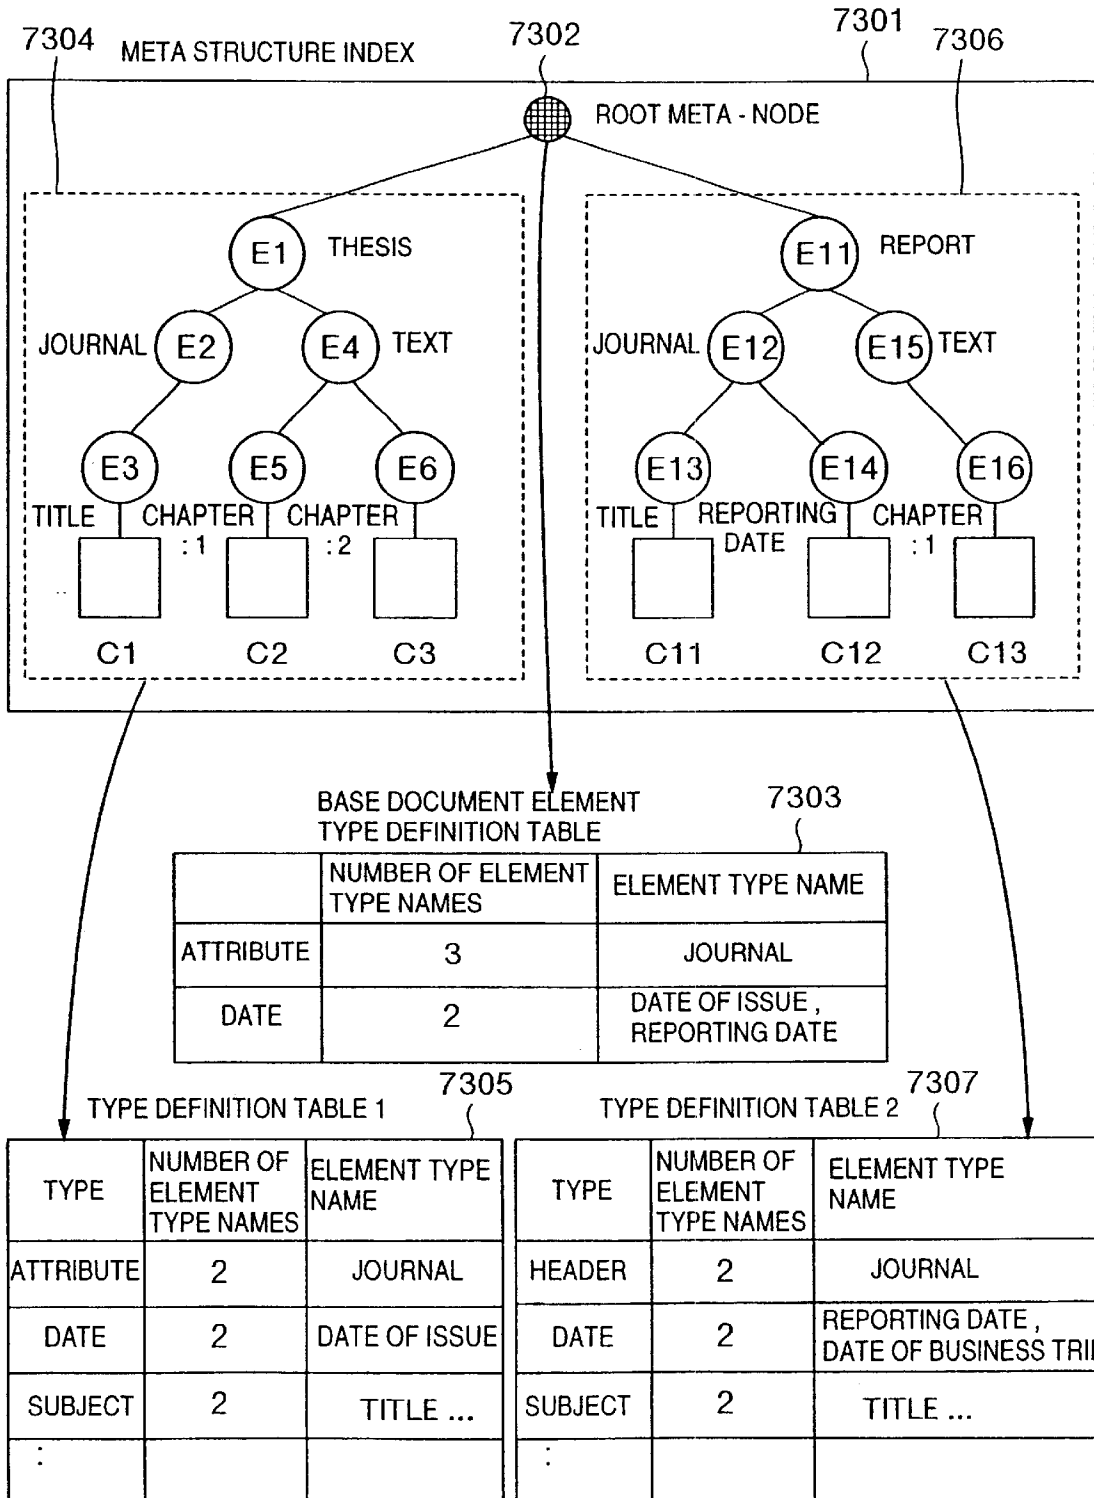 7304
META STRUCTURE INDEX
7302
7301
7306
ROOT META - NODE
E1
THESIS
E11
REPORT
JOURNAL
E2
E4
TEXT
JOURNAL
E12
E15
TEXT
E3
E5
E6
E13
E14
E16
TITLE
CHAPTER
:1
CHAPTER
:2
TITLE
REPORTING
DATE
CHAPTER
:1
C1
C2
C3
C11
C12
C13
BASE DOCUMENT ELEMENT
TYPE DEFINITION TABLE
7303
NUMBER OF ELEMENT
TYPE NAMES
ELEMENT TYPE NAME
ATTRIBUTE
3
JOURNAL
DATE
2
DATE OF ISSUE ,
REPORTING DATE
TYPE DEFINITION TABLE 1
7305
TYPE
NUMBER OF
ELEMENT
TYPE NAMES
ELEMENT TYPE
NAME
ATTRIBUTE
2
JOURNAL
DATE
2
DATE OF ISSUE
SUBJECT
2
TITLE ...
:
TYPE DEFINITION TABLE 2
7307
TYPE
NUMBER OF
ELEMENT
TYPE NAMES
ELEMENT TYPE
NAME
HEADER
2
JOURNAL
DATE
2
REPORTING DATE ,
DATE OF BUSINESS TRIP
SUBJECT
2
TITLE ...
: